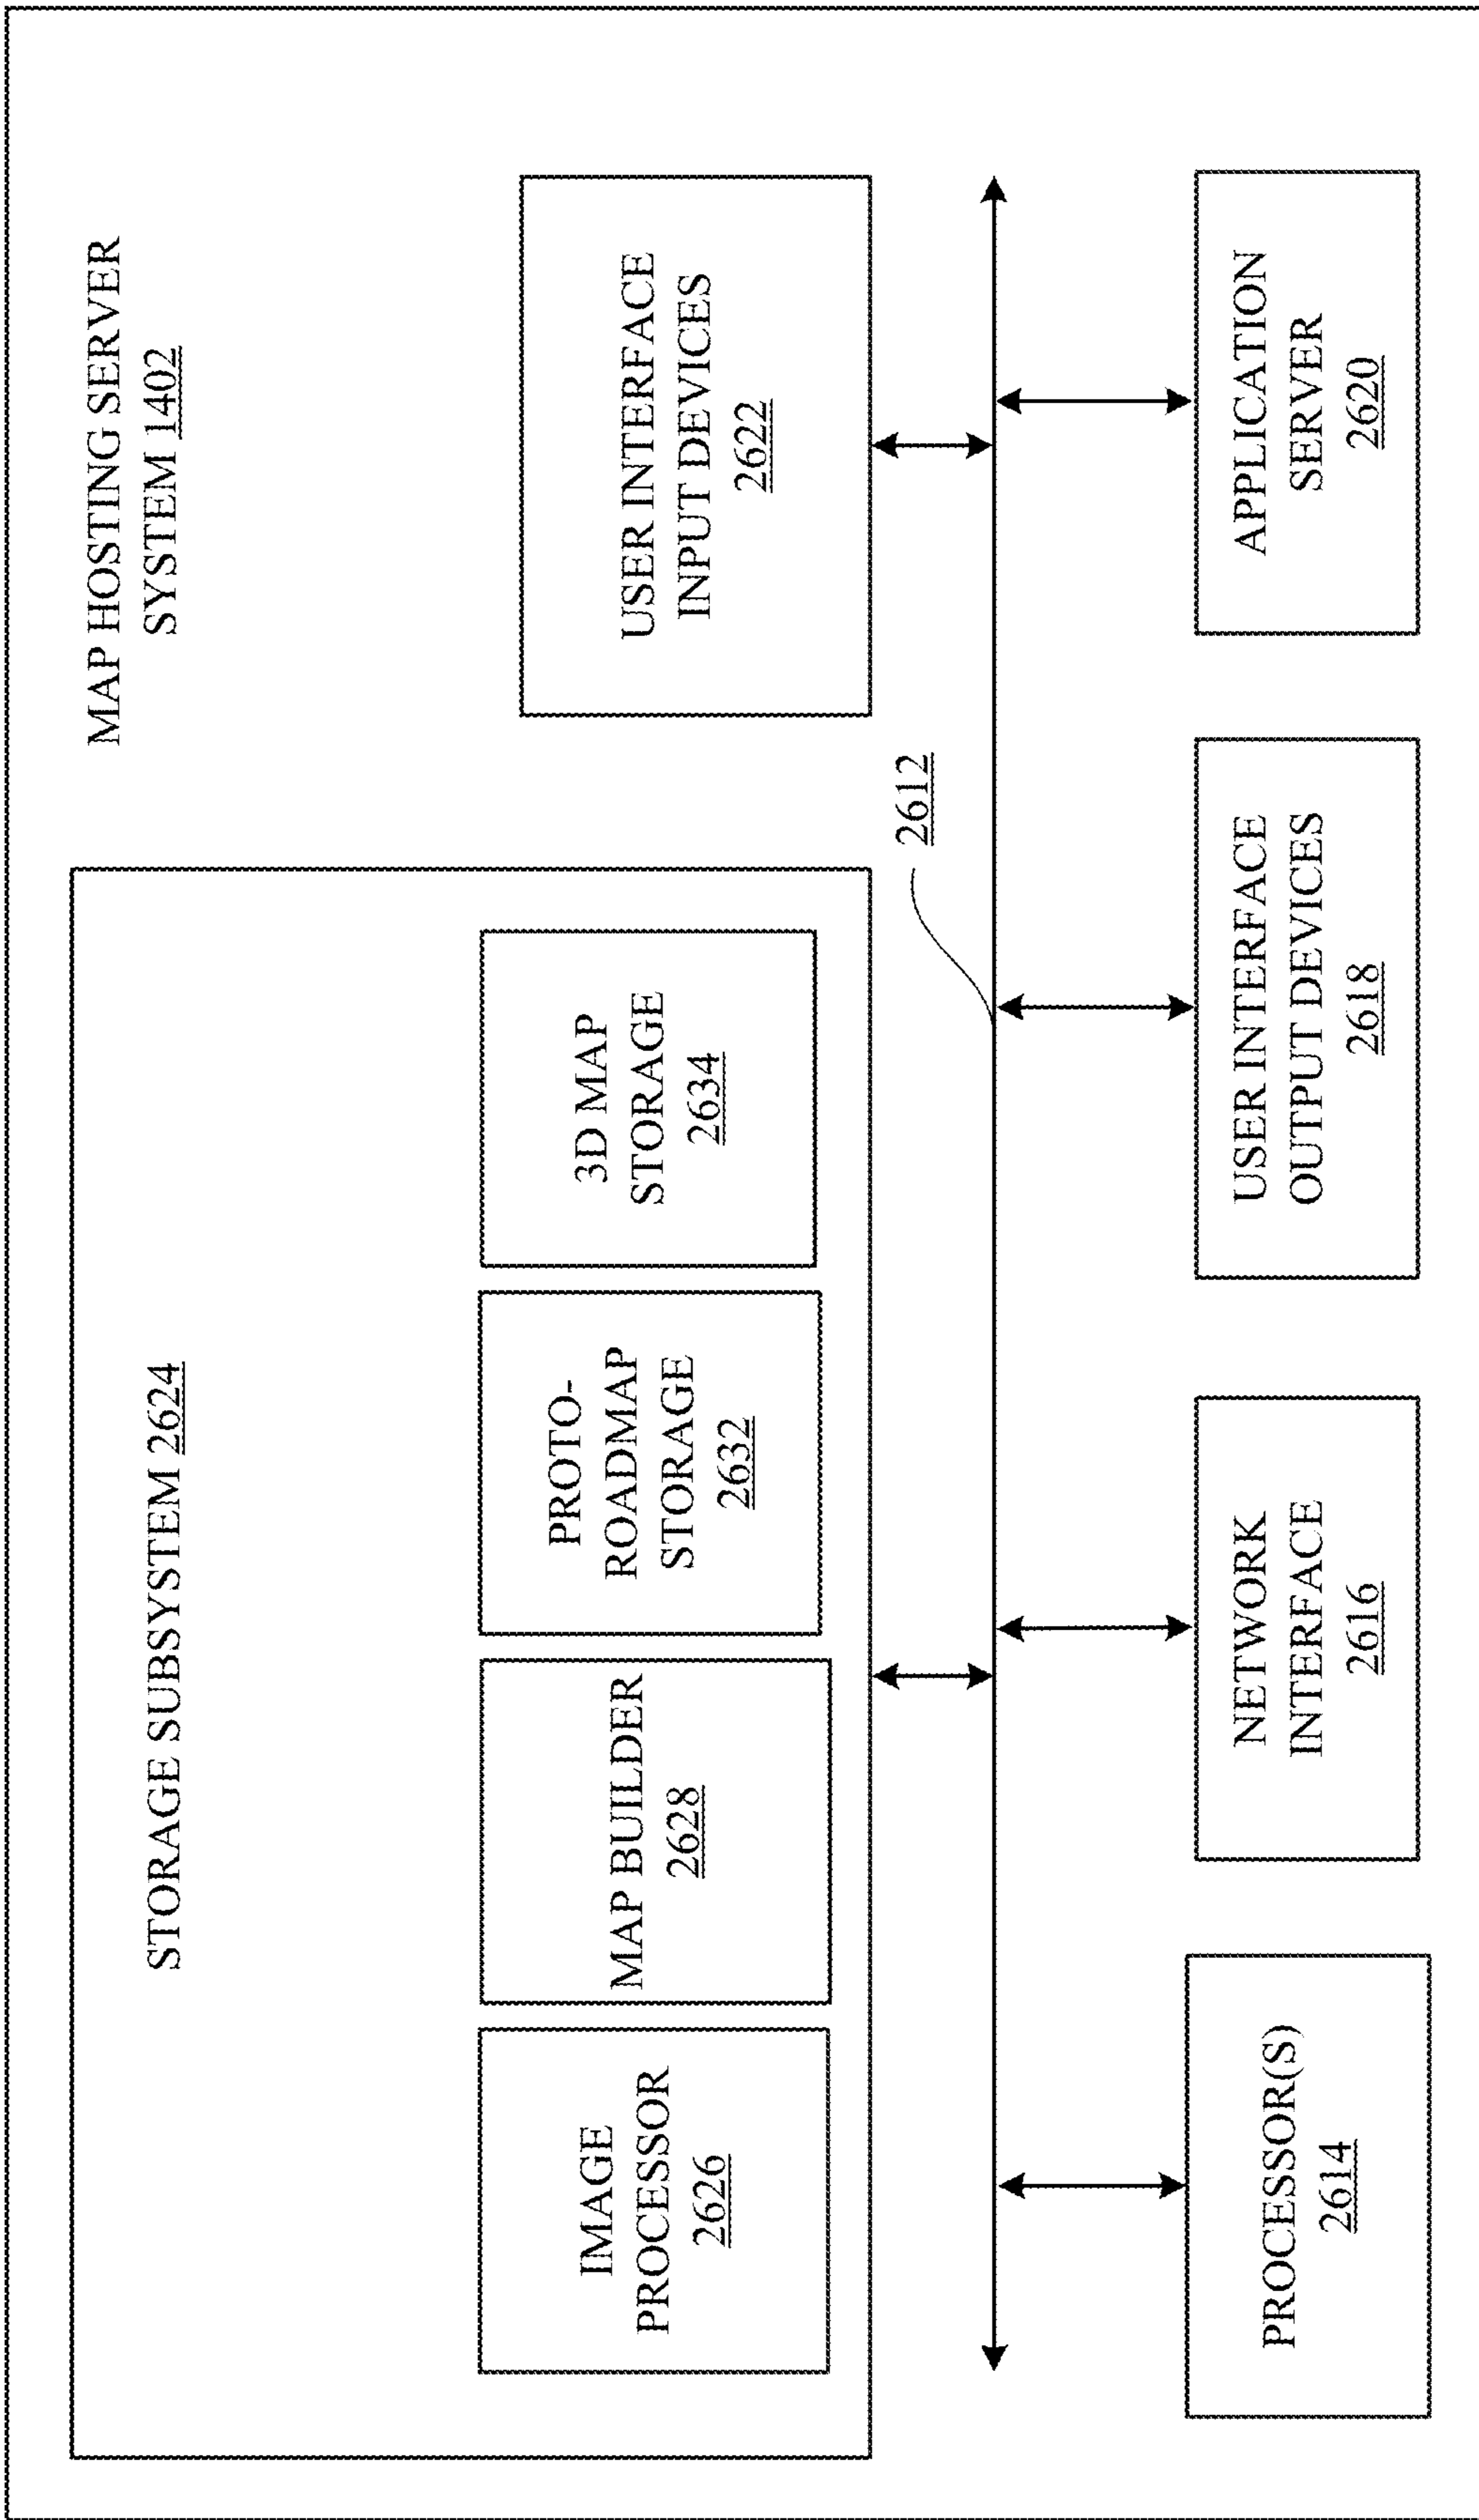 MAP HOSTING SERVER
SYSTEM 1402
STORAGE SUBSYSTEM 2624
IMAGE
PROCESSOR
2626
MAP BUILDER
2628
PROTO-
ROADMAP
STORAGE
2632
3D MAP
STORAGE
2634
USER INTERFACE
INPUT DEVICES
2622
2612
PROCESSOR(S)
2614
NETWORK
INTERFACE
2616
USER INTERFACE
OUTPUT DEVICES
2618
APPLICATION
SERVER
2620